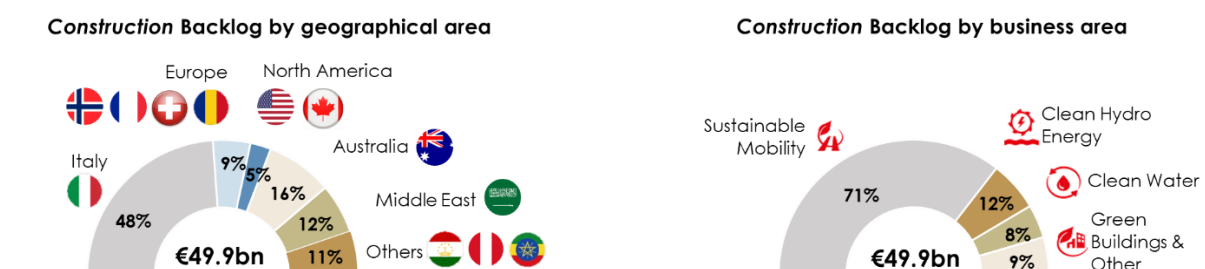 Construction Backlog by geographical area
Europe
North America
Australia
Italy
Middle East
Others
9%
5%
16%
12%
11%
48%
€49.9bn
Construction Backlog by business area
Sustainable
Mobility
Clean Hydro
Energy
Clean Water
Green
Buildings &
Other
71%
12%
8%
9%
€49.9bn